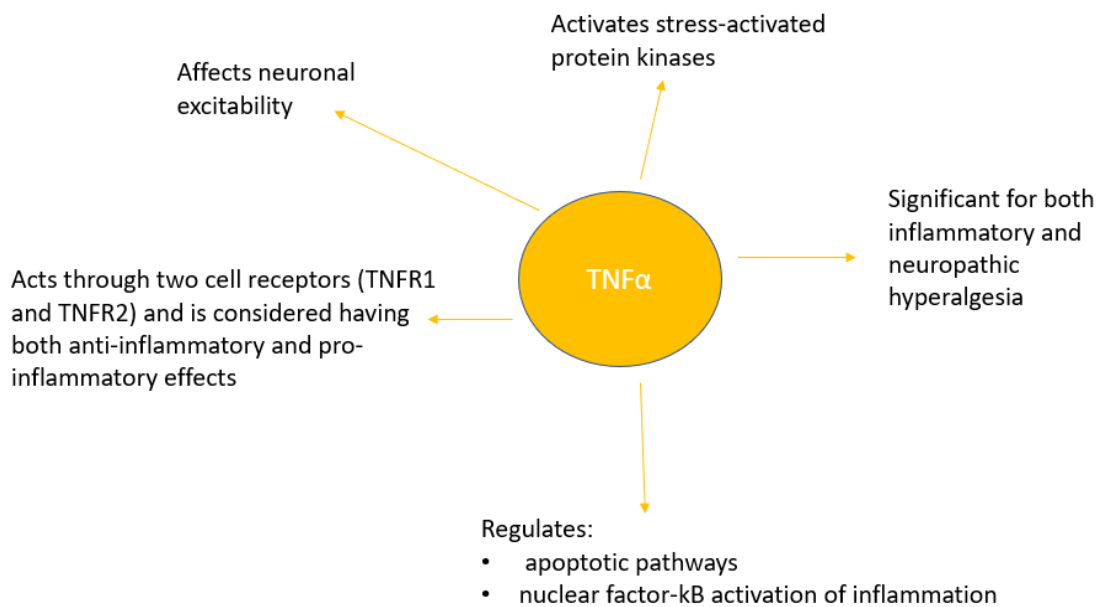 Activates stress-activated
protein kinases
Affects neuronal
excitability
Significant for both
inflammatory and
neuropathic
hyperalgesia
TNFα
Acts through two cell receptors (TNFR1
and TNFR2) and is considered having
both anti-inflammatory and pro-
inflammatory effects
Regulates:
• apoptotic pathways
• nuclear factor-kB activation of inflammation